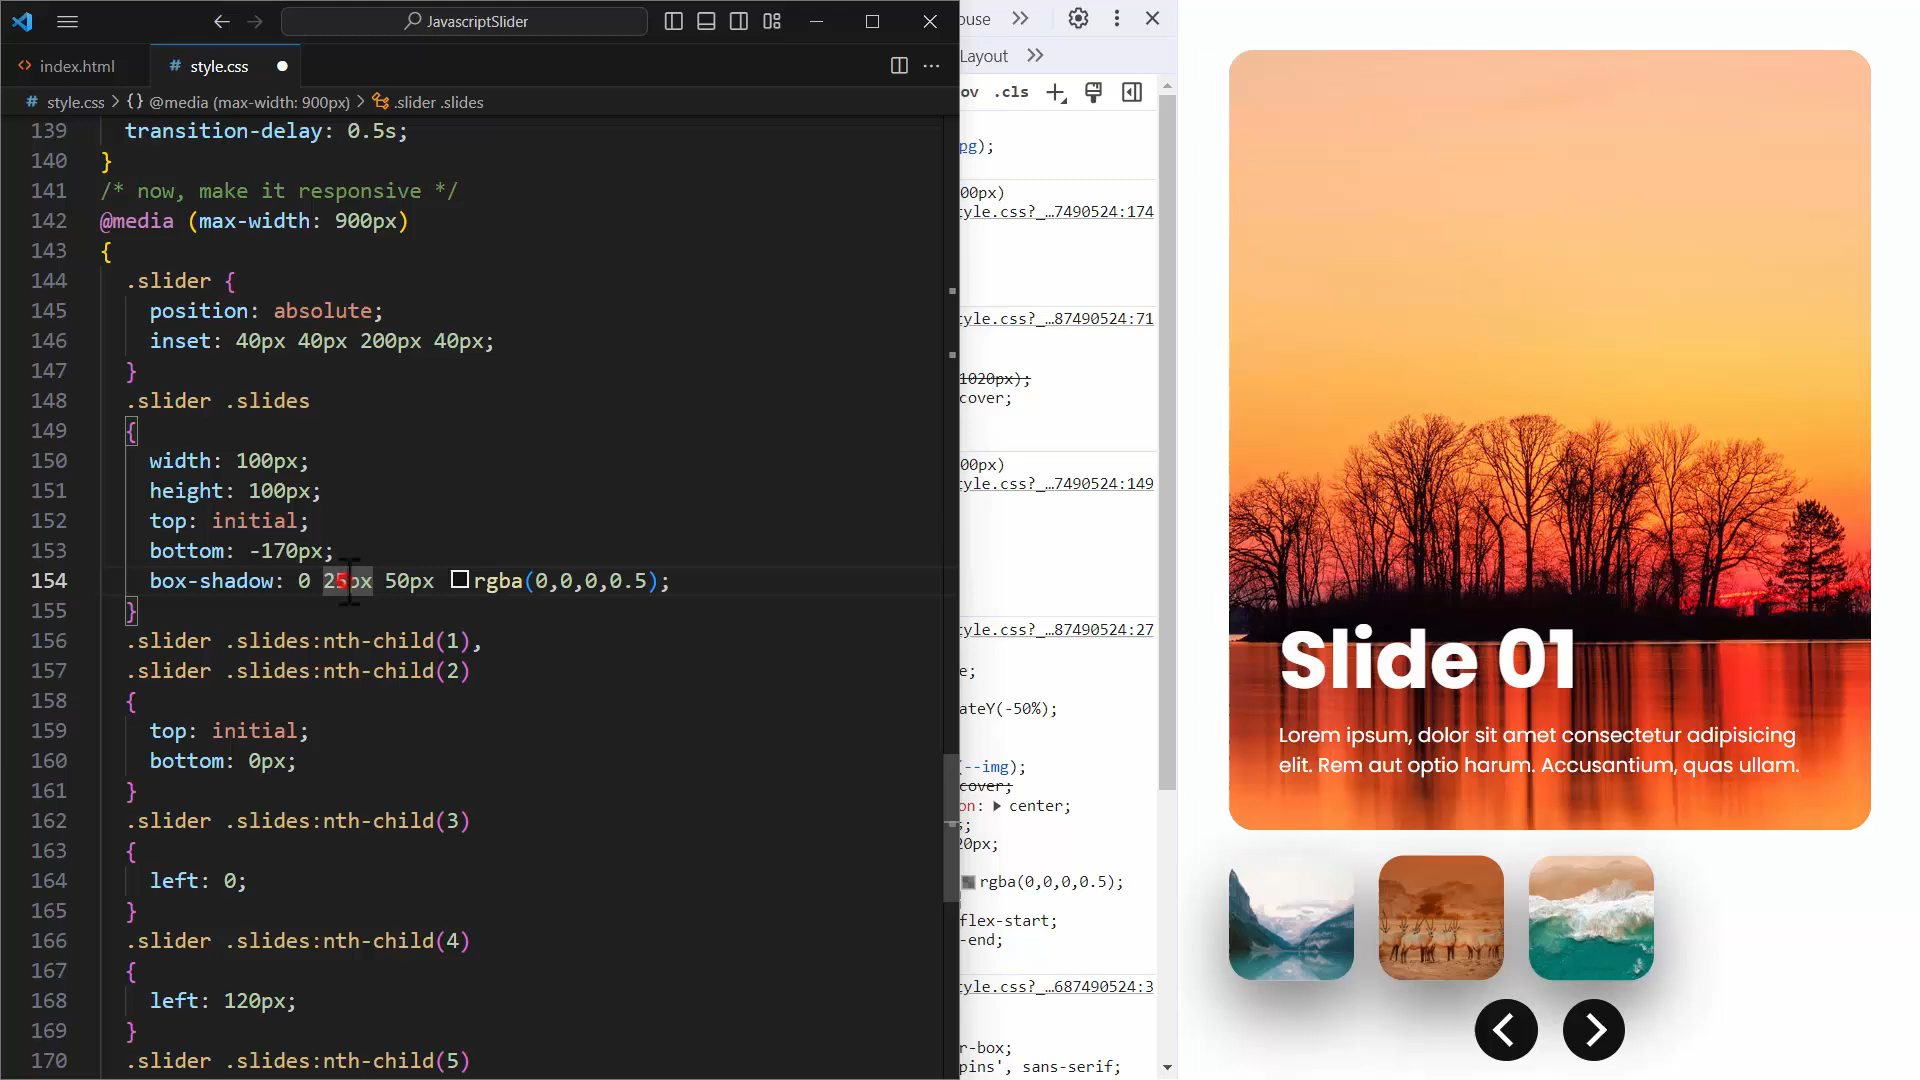 JavascriptSlider
index.html
style.css
style.css > {} @media (max-width: 900px) > .slider .slides
139 transition-delay: 0.5s;
140 }
141 /* now, make it responsive */
142 @media (max-width: 900px)
143 {
144 .slider {
145 position: absolute;
146 inset: 40px 40px 200px 40px;
147 }
148 .slider .slides
149 {
150 width: 100px;
151 height: 100px;
152 top: initial;
153 bottom: -170px;
154 box-shadow: 0 25px 50px rgba(0,0,0,0.5);
155 }
156 .slider .slides:nth-child(1),
157 .slider .slides:nth-child(2)
158 {
159 top: initial;
160 bottom: 0px;
161 }
162 .slider .slides:nth-child(3)
163 {
164 left: 0;
165 }
166 .slider .slides:nth-child(4)
167 {
168 left: 120px;
169 }
170 .slider .slides:nth-child(5)
ouse
Layout
ov .cls
pg);
00px)
tyle.css?_…7490524:174
tyle.css?_…87490524:71
1020px);
cover;
00px)
tyle.css?_…7490524:149
tyle.css?_…87490524:27
e;
ateY(-50%);
(--img);
cover;
on: center;
s;
20px;
rgba(0,0,0,0.5);
flex-start;
-end;
tyle.css?_…687490524:3
r-box;
pins', sans-serif;
Slide 01
Lorem ipsum, dolor sit amet consectetur adipisicing
elit. Rem aut optio harum. Accusantium, quas ullam.